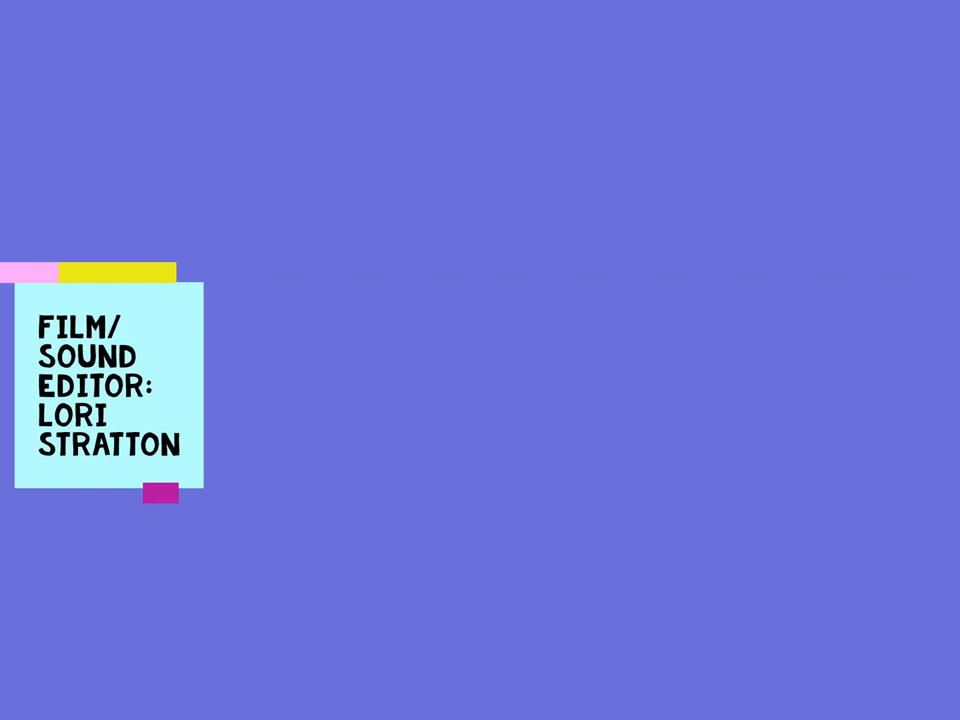 FILM/
SOUND
EDITOR:
LORI
STRATTON